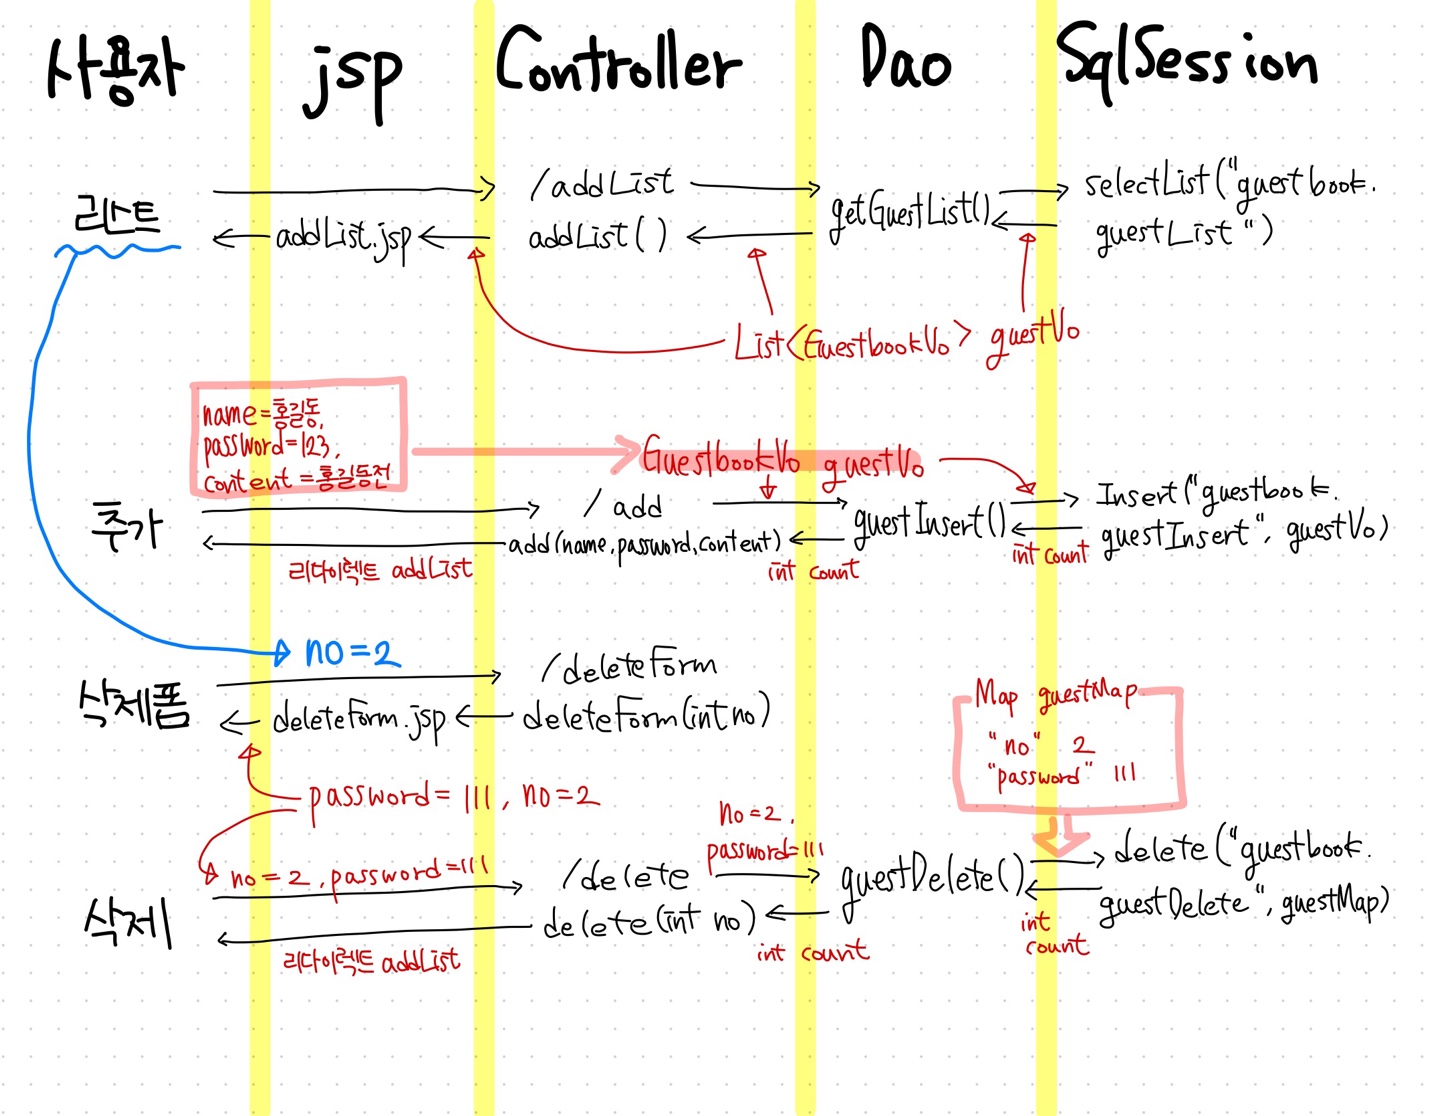 사용자 jsp Controller Dao SqlSession
리스트
/addList
addList.jsp
addList()
getGuestList()
selectList("guestbook.
guestList")
List<GuestbookVo> guestVo
name=홍길동,
password=123,
content=홍길동전
GuestbookVo guestVo
추가
/add
add(name,password,content)
guestInsert()
Insert("guestbook.
guestInsert", guestVo)
리다이렉트 addList
int count
int count
no=2
삭제폼
/deleteForm
deleteForm.jsp
deleteForm(int no)
password=111, no=2
Map guestMap
"no" 2
"password" 111
no=2,
password=111
no=2, password=111
삭제
/delete
delete(int no)
guestDelete()
delete("guestbook.
guestDelete", guestMap)
리다이렉트 addList
int count
int
count